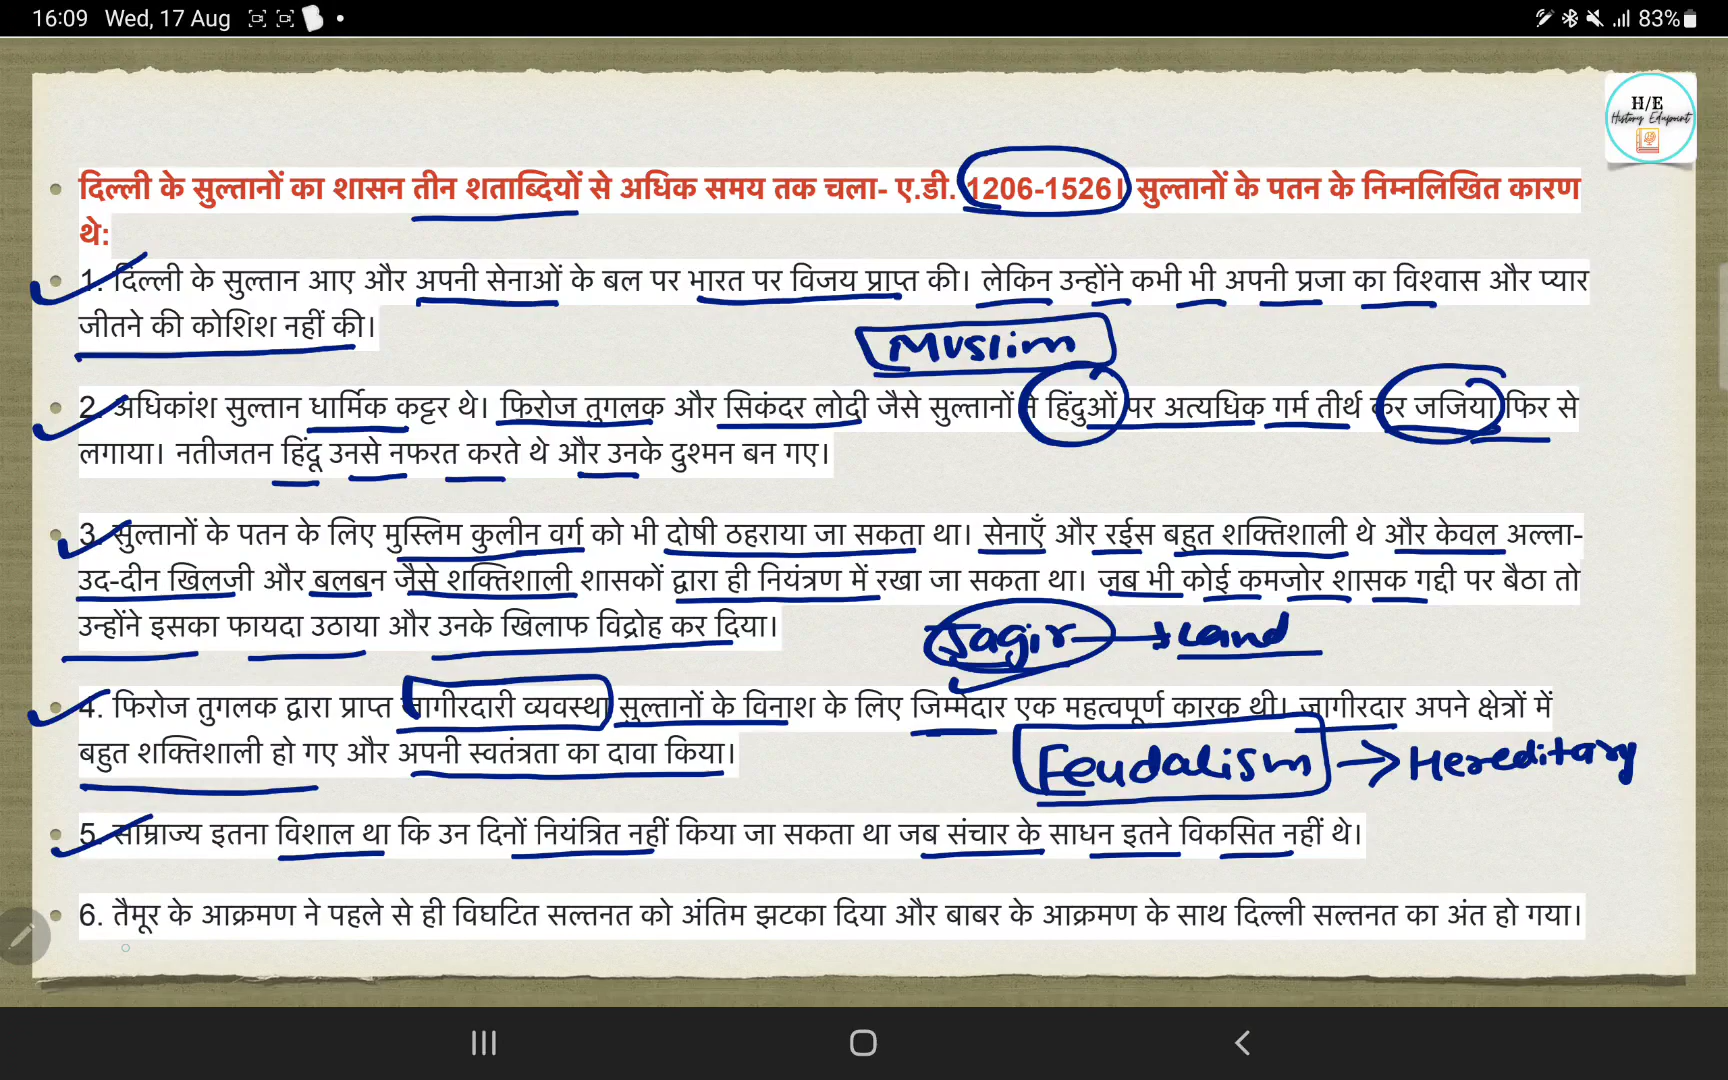 16:09 Wed, 17 Aug
83%
H/E
History Edupoint
दिल्ली के सुल्तानों का शासन तीन शताब्दियों से अधिक समय तक चला- ए.डी. 1206-1526। सुल्तानों के पतन के निम्नलिखित कारण
थे:
1. दिल्ली के सुल्तान आए और अपनी सेनाओं के बल पर भारत पर विजय प्राप्त की। लेकिन उन्होंने कभी भी अपनी प्रजा का विश्वास और प्यार
जीतने की कोशिश नहीं की।
Muslim
2. अधिकांश सुल्तान धार्मिक कट्टर थे। फिरोज तुगलक और सिकंदर लोदी जैसे सुल्तानों ने हिंदुओं पर अत्यधिक गर्म तीर्थ कर जजिया फिर से
लगाया। नतीजतन हिंदू उनसे नफरत करते थे और उनके दुश्मन बन गए।
3. सुल्तानों के पतन के लिए मुस्लिम कुलीन वर्ग को भी दोषी ठहराया जा सकता था। सेनाएँ और रईस बहुत शक्तिशाली थे और केवल अल्ला-
उद-दीन खिलजी और बलबन जैसे शक्तिशाली शासकों द्वारा ही नियंत्रण में रखा जा सकता था। जब भी कोई कमजोर शासक गद्दी पर बैठा तो
उन्होंने इसका फायदा उठाया और उनके खिलाफ विद्रोह कर दिया।
Jagir → Land
4. फिरोज तुगलक द्वारा प्राप्त जागीरदारी व्यवस्था सुल्तानों के विनाश के लिए जिम्मेदार एक महत्वपूर्ण कारक थी। जागीरदार अपने क्षेत्रों में
बहुत शक्तिशाली हो गए और अपनी स्वतंत्रता का दावा किया।
Feudalism → Hereditary
5. साम्राज्य इतना विशाल था कि उन दिनों नियंत्रित नहीं किया जा सकता था जब संचार के साधन इतने विकसित नहीं थे।
6. तैमूर के आक्रमण ने पहले से ही विघटित सल्तनत को अंतिम झटका दिया और बाबर के आक्रमण के साथ दिल्ली सल्तनत का अंत हो गया।